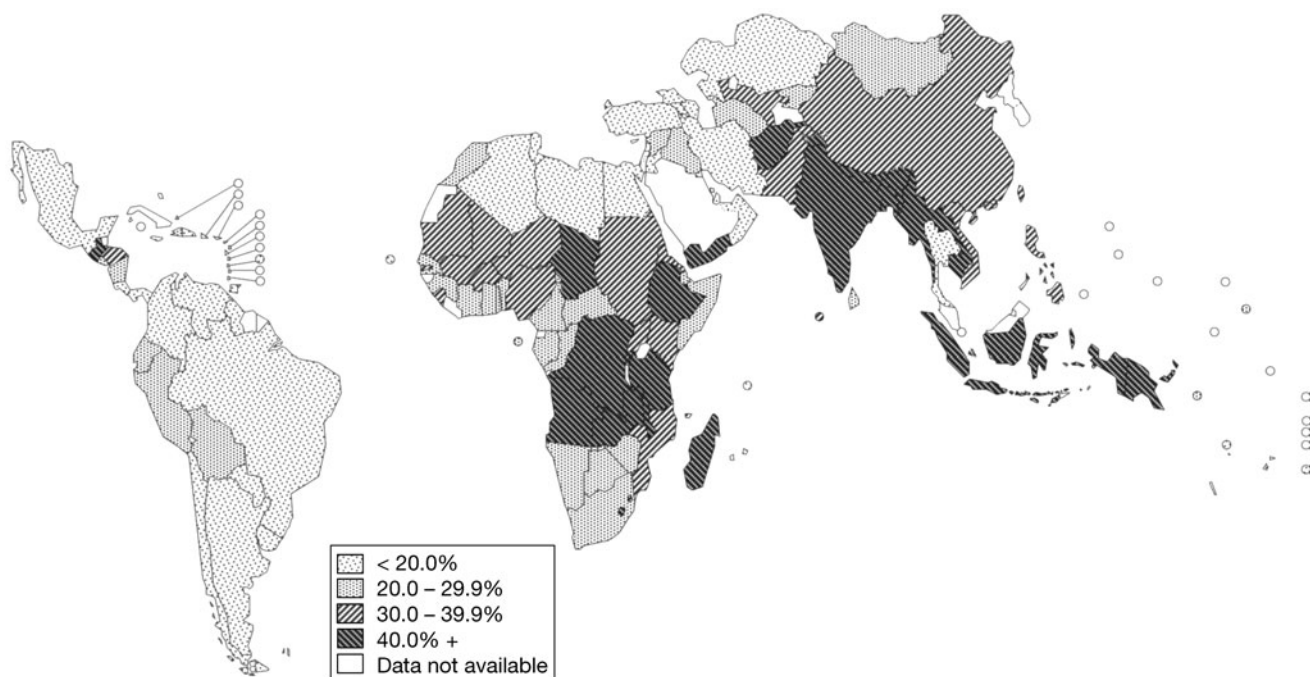 < 20.0%
20.0 – 29.9%
30.0 – 39.9%
40.0% +
Data not available